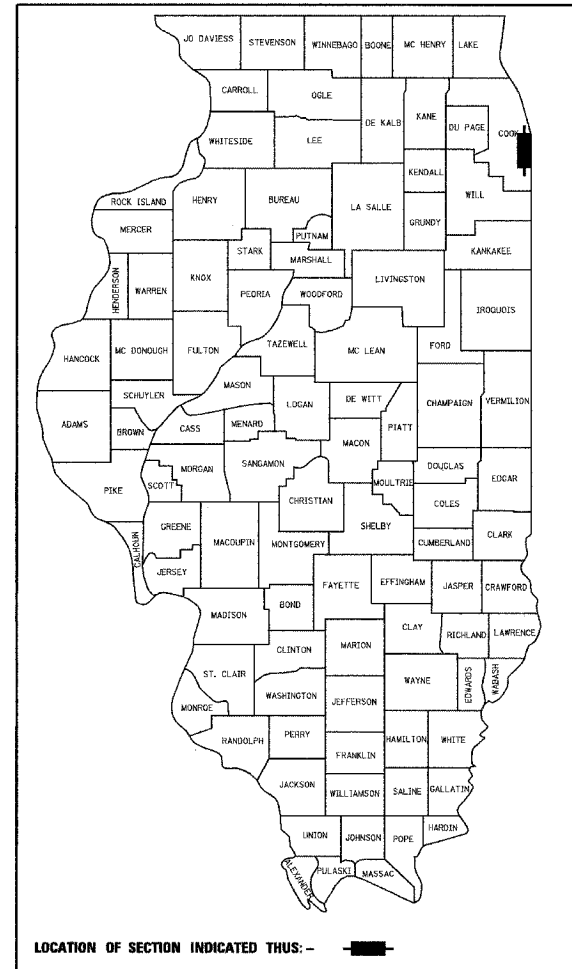 JO DAVIESS
STEVENSON
WINNEBAGO
BOONE
MC HENRY
LAKE
CARROLL
OGLE
DE KALB
KANE
DU PAGE
COOK
WHITESIDE
LEE
KENDALL
WILL
ROCK ISLAND
HENRY
BUREAU
LA SALLE
GRUNDY
MERCER
PUTNAM
KANKAKEE
STARK
MARSHALL
HENDERSON
WARREN
KNOX
PEORIA
WOODFORD
LIVINGSTON
IROQUOIS
HANCOCK
MC DONOUGH
FULTON
TAZEWELL
MC LEAN
FORD
MASON
SCHUYLER
LOGAN
DE WITT
CHAMPAIGN
VERMILION
ADAMS
BROWN
CASS
MENARD
PIATT
MACON
SANGAMON
DOUGLAS
MORGAN
MOULTRIE
EDGAR
PIKE
SCOTT
CHRISTIAN
COLES
SHELBY
GREENE
MACOUPIN
MONTGOMERY
CUMBERLAND
CLARK
CALHOUN
JERSEY
FAYETTE
EFFINGHAM
JASPER
CRAWFORD
MADISON
BOND
CLAY
RICHLAND
LAWRENCE
CLINTON
MARION
ST. CLAIR
WAYNE
EDWARDS
WABASH
WASHINGTON
MONROE
JEFFERSON
RANDOLPH
PERRY
HAMILTON
WHITE
FRANKLIN
JACKSON
WILLIAMSON
SALINE
GALLATIN
UNION
JOHNSON
POPE
HARDIN
ALEXANDER
PULASKI
MASSAC
LOCATION OF SECTION INDICATED THUS: -